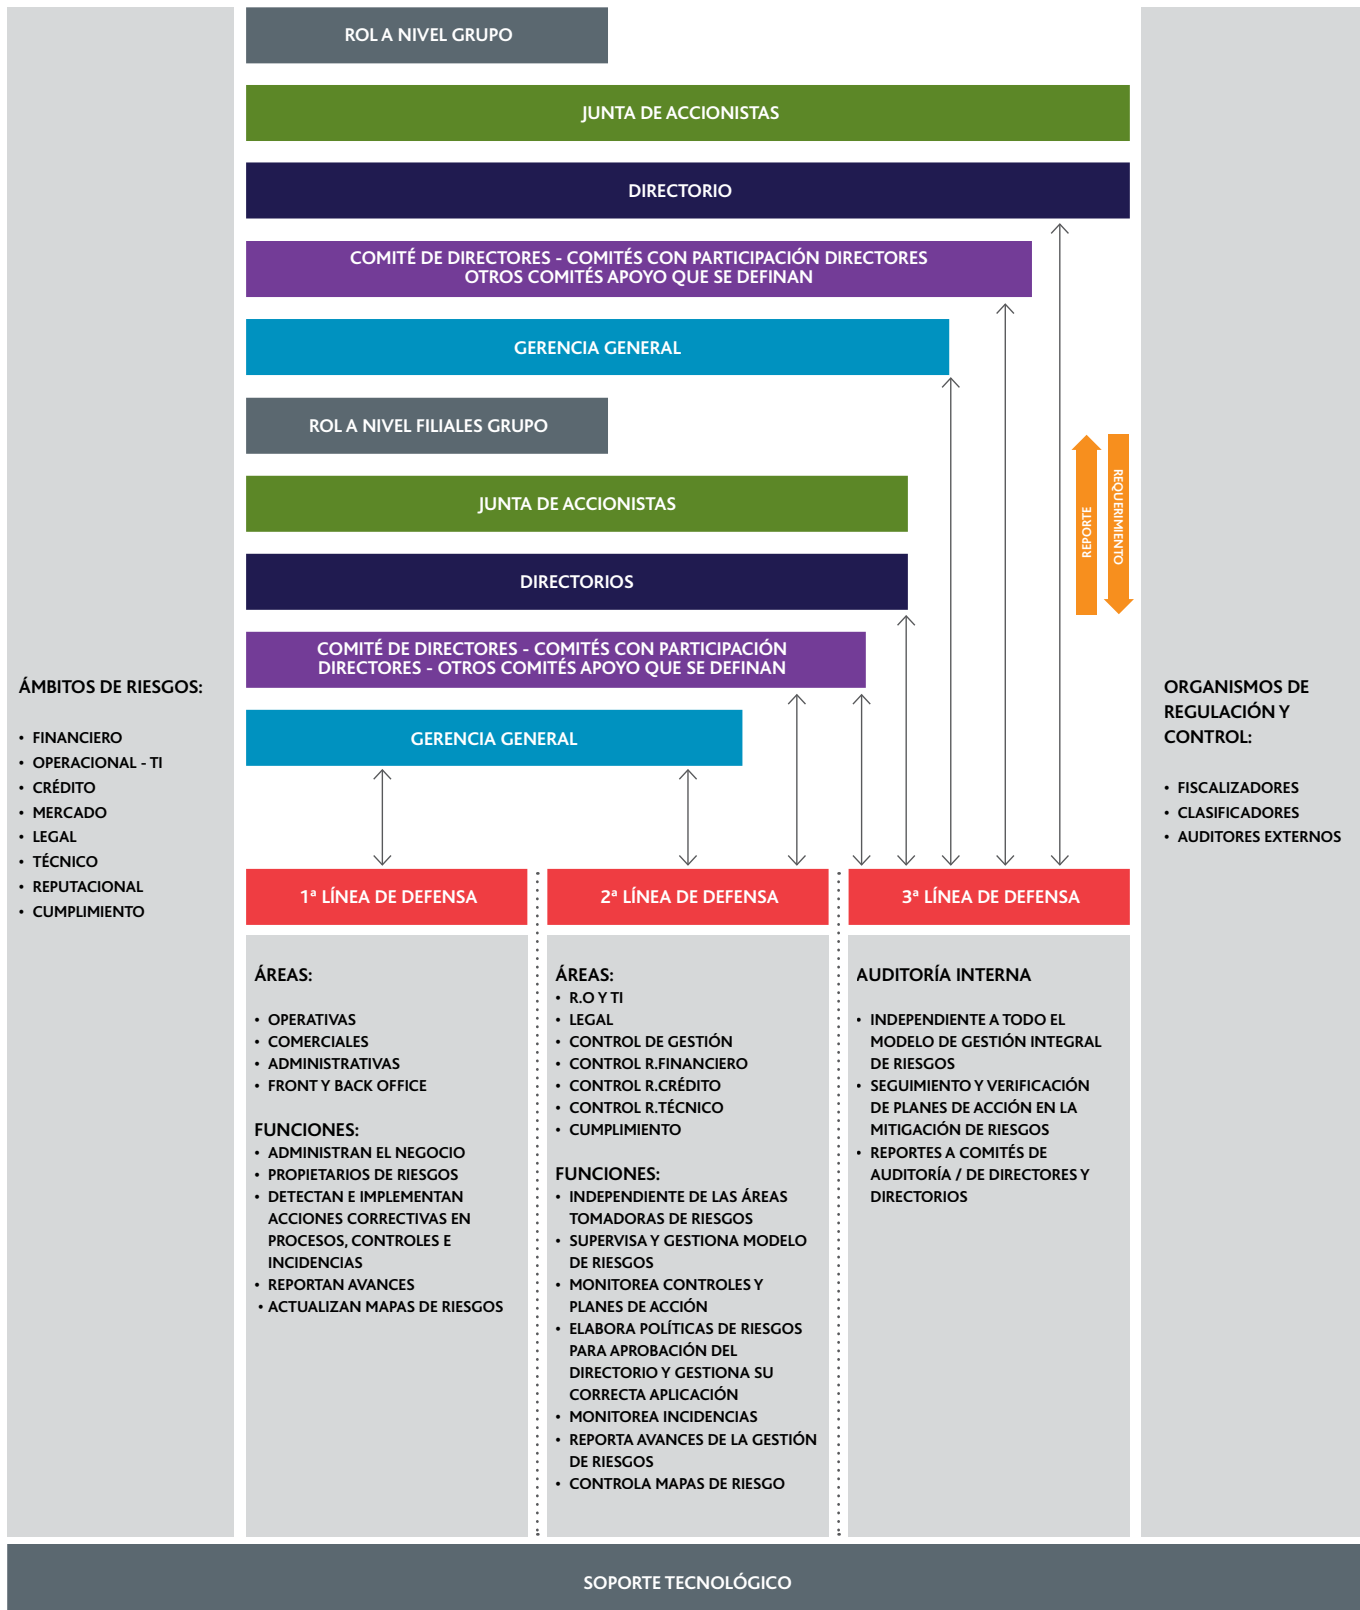 ROL A NIVEL GRUPO
JUNTA DE ACCIONISTAS
DIRECTORIO
COMITÉ DE DIRECTORES - COMITÉS CON PARTICIPACIÓN DIRECTORES
OTROS COMITÉS APOYO QUE SE DEFINAN
GERENCIA GENERAL
ROL A NIVEL FILIALES GRUPO
JUNTA DE ACCIONISTAS
DIRECTORIOS
COMITÉ DE DIRECTORES - COMITÉS CON PARTICIPACIÓN
DIRECTORES - OTROS COMITÉS APOYO QUE SE DEFINAN
GERENCIA GENERAL
REPORTE
REQUERIMIENTO
ÁMBITOS DE RIESGOS:
• FINANCIERO
• OPERACIONAL - TI
• CRÉDITO
• MERCADO
• LEGAL
• TÉCNICO
• REPUTACIONAL
• CUMPLIMIENTO
ORGANISMOS DE
REGULACIÓN Y
CONTROL:
• FISCALIZADORES
• CLASIFICADORES
• AUDITORES EXTERNOS
1ª LÍNEA DE DEFENSA
ÁREAS:
• OPERATIVAS
• COMERCIALES
• ADMINISTRATIVAS
• FRONT Y BACK OFFICE
FUNCIONES:
• ADMINISTRAN EL NEGOCIO
• PROPIETARIOS DE RIESGOS
• DETECTAN E IMPLEMENTAN
ACCIONES CORRECTIVAS EN
PROCESOS, CONTROLES E
INCIDENCIAS
• REPORTAN AVANCES
• ACTUALIZAN MAPAS DE RIESGOS
2ª LÍNEA DE DEFENSA
ÁREAS:
• R.O Y TI
• LEGAL
• CONTROL DE GESTIÓN
• CONTROL R.FINANCIERO
• CONTROL R.CRÉDITO
• CONTROL R.TÉCNICO
• CUMPLIMIENTO
FUNCIONES:
• INDEPENDIENTE DE LAS ÁREAS
TOMADORAS DE RIESGOS
• SUPERVISA Y GESTIONA MODELO
DE RIESGOS
• MONITOREA CONTROLES Y
PLANES DE ACCIÓN
• ELABORA POLÍTICAS DE RIESGOS
PARA APROBACIÓN DEL
DIRECTORIO Y GESTIONA SU
CORRECTA APLICACIÓN
• MONITOREA INCIDENCIAS
• REPORTA AVANCES DE LA GESTIÓN
DE RIESGOS
• CONTROLA MAPAS DE RIESGO
3ª LÍNEA DE DEFENSA
AUDITORÍA INTERNA
• INDEPENDIENTE A TODO EL
MODELO DE GESTIÓN INTEGRAL
DE RIESGOS
• SEGUIMIENTO Y VERIFICACIÓN
DE PLANES DE ACCIÓN EN LA
MITIGACIÓN DE RIESGOS
• REPORTES A COMITÉS DE
AUDITORÍA / DE DIRECTORES Y
DIRECTORIOS
SOPORTE TECNOLÓGICO